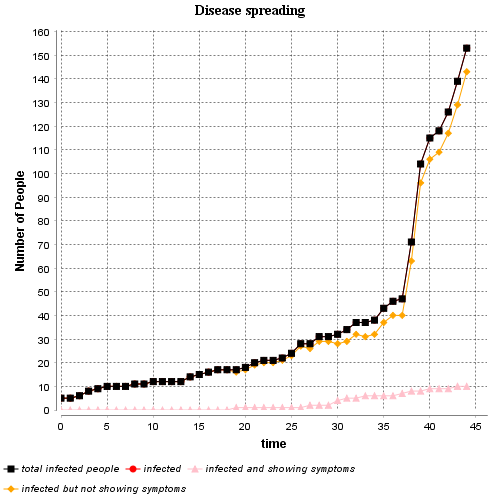 Disease spreading
160
150
140
130
120
110
100
90
80
70
60
50
40
30
20
10
0
Number of People
0 5 10 15 20 25 30 35 40 45
time
total infected people infected infected and showing symptoms
infected but not showing symptoms